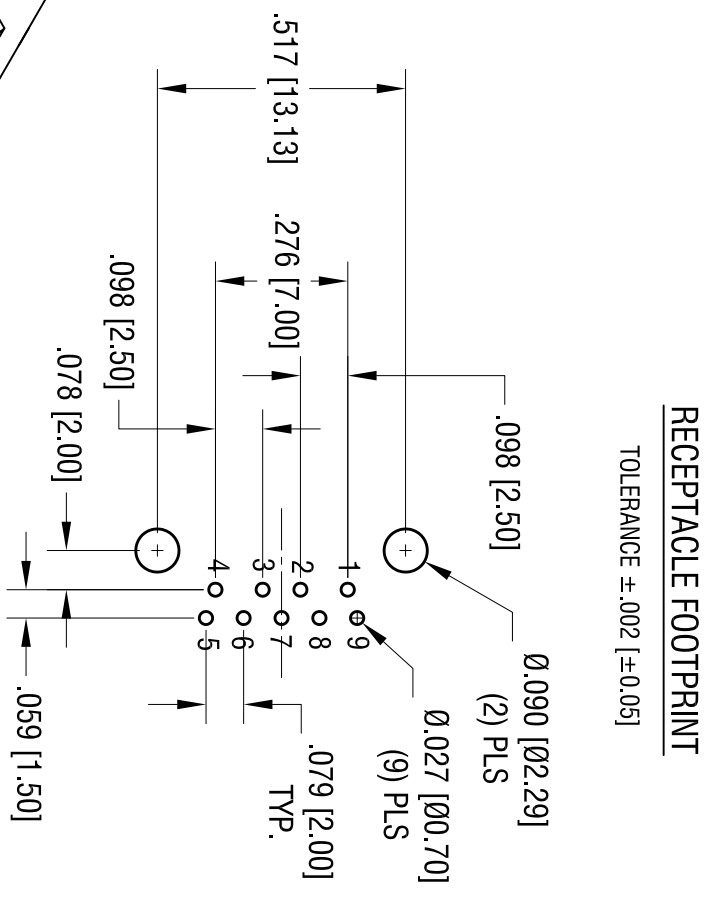 RECEPTACLE FOOTPRINT
TOLERANCE ±.002 [±0.05]
.517 [13.13]
.276 [7.00]
.098 [2.50]
.098 [2.50]
.078 [2.00]
Ø.090 [Ø2.29]
(2) PLS
Ø.027 [Ø0.70]
(9) PLS
1
2
3
4
9
8
7
6
5
.079 [2.00]
TYP.
.059 [1.50]